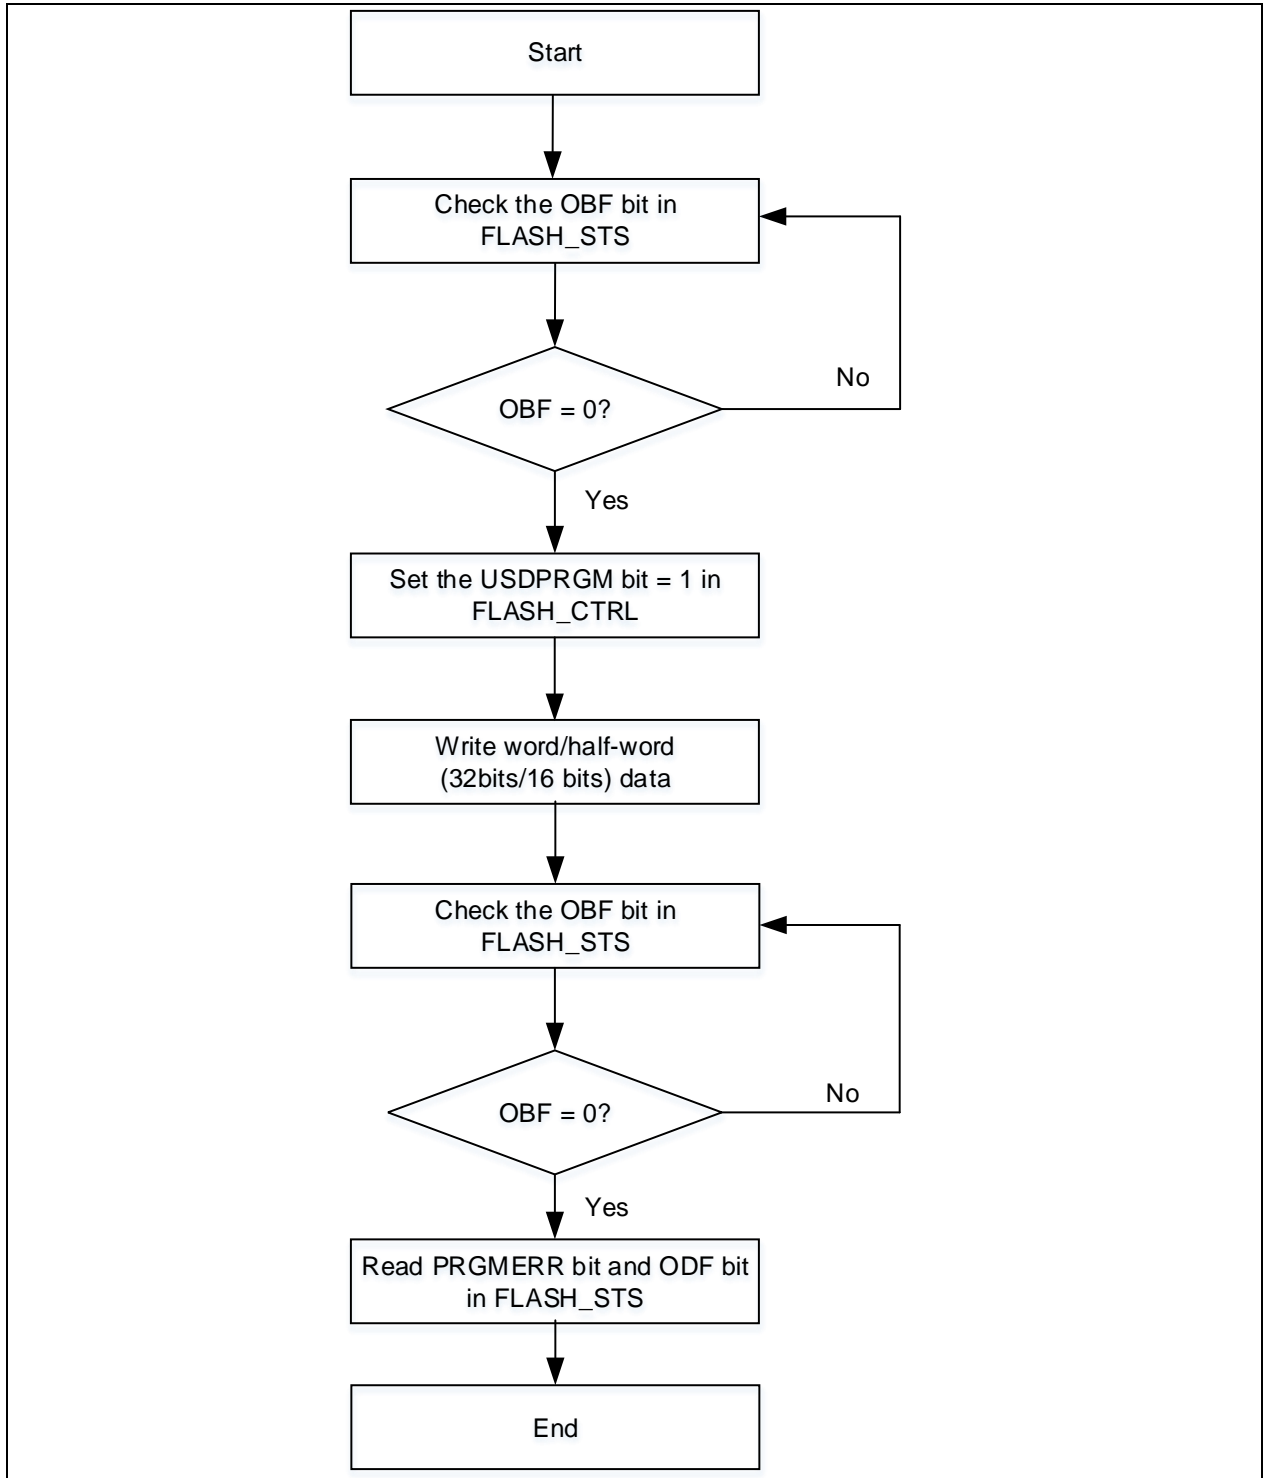 Start
Check the OBF bit in
FLASH_STS
OBF = 0?
No
Yes
Set the USDPRGM bit = 1 in
FLASH_CTRL
Write word/half-word
(32bits/16 bits) data
Check the OBF bit in
FLASH_STS
OBF = 0?
No
Yes
Read PRGMERR bit and ODF bit
in FLASH_STS
End